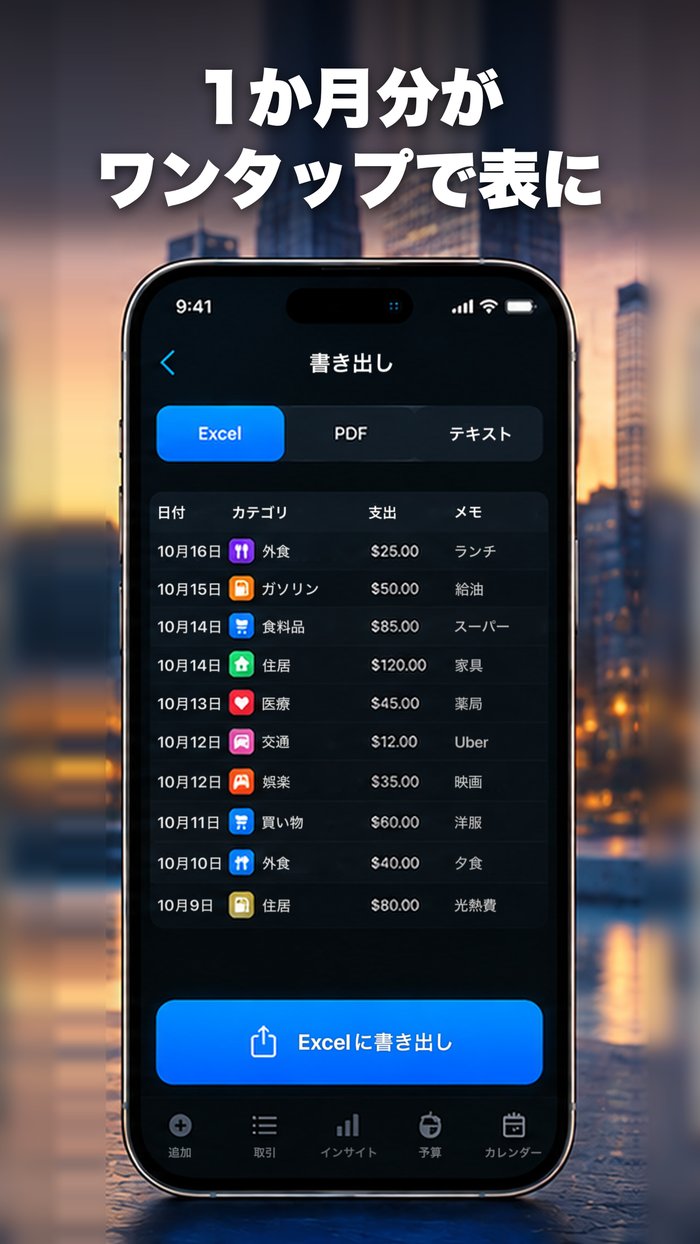 1か月分が
ワンタップで表に
9:41
書き出し
Excel PDF テキスト
日付 カテゴリ 支出 メモ
10月16日 外食 $25.00 ランチ
10月15日 ガソリン $50.00 給油
10月14日 食料品 $85.00 スーパー
10月14日 住居 $120.00 家具
10月13日 医療 $45.00 薬局
10月12日 交通 $12.00 Uber
10月12日 娯楽 $35.00 映画
10月11日 買い物 $60.00 洋服
10月10日 外食 $40.00 夕食
10月9日 住居 $80.00 光熱費
Excelに書き出し
追加 取引 インサイト 予算 カレンダー